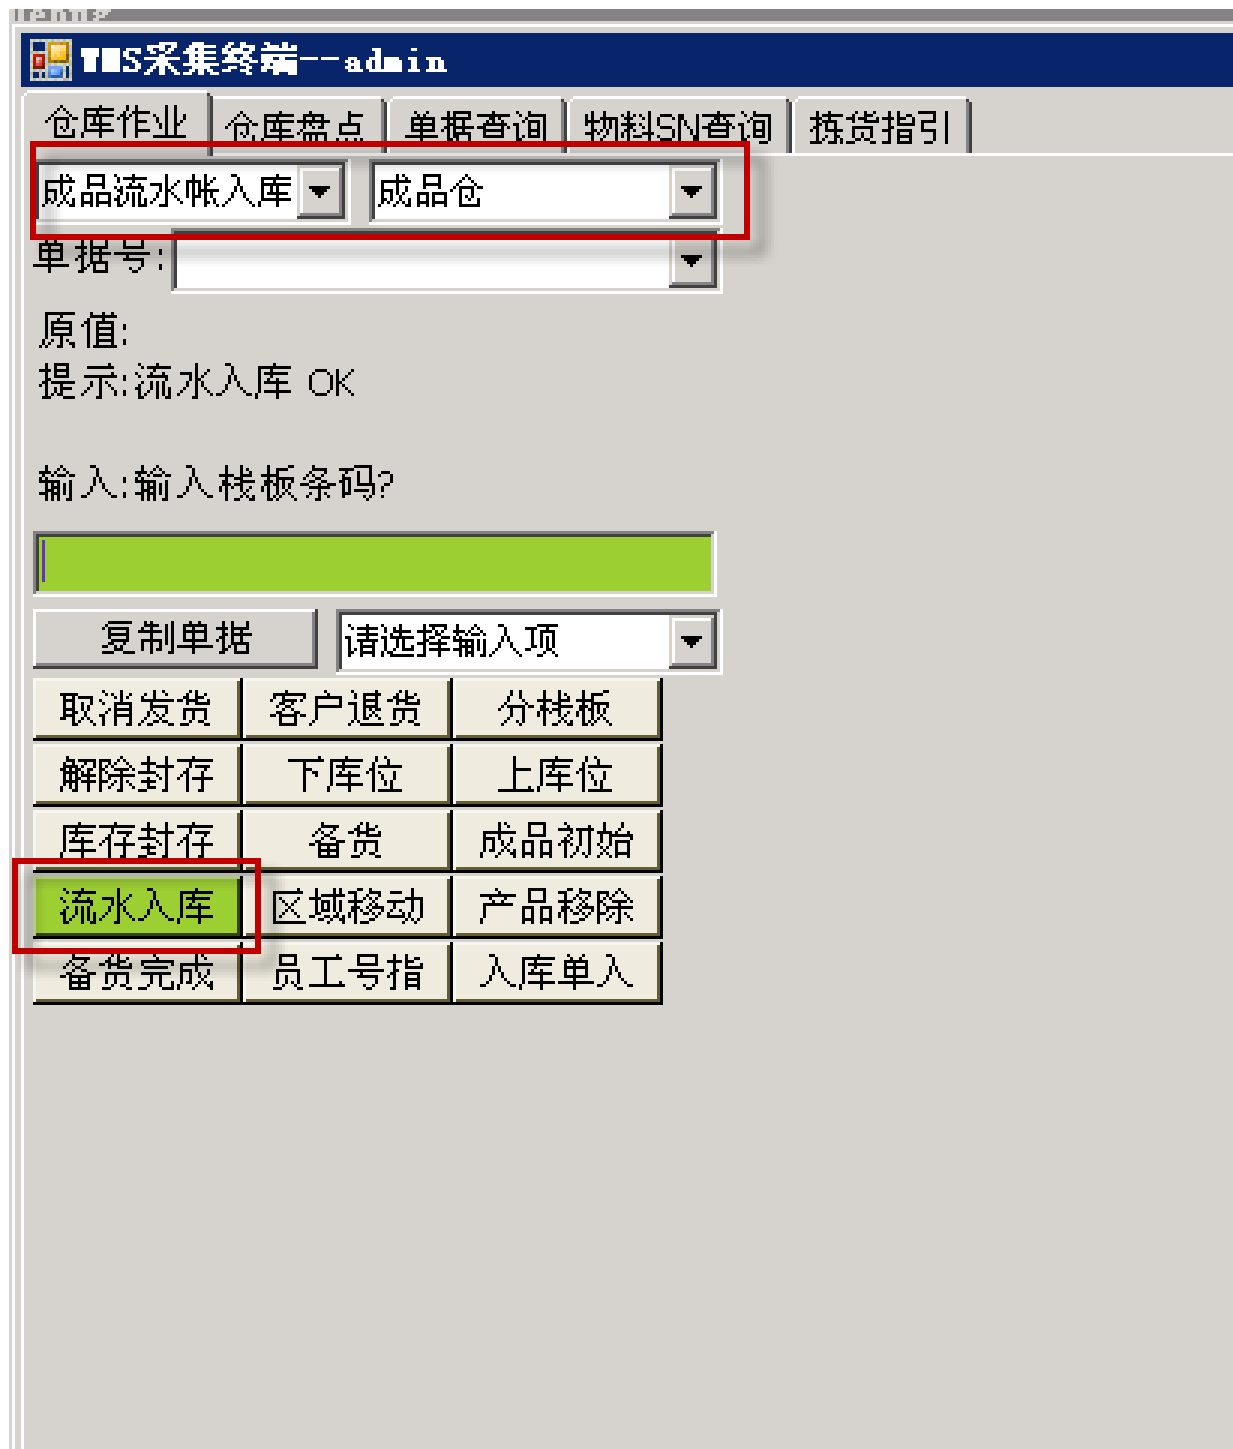 WMS采集终端--admin
仓库作业 仓库盘点 单据查询 物料SN查询 拣货指引
成品流水帐入库 成品仓
单据号:
原值:
提示:流水入库 OK
输入:输入栈板条码?
复制单据 请选择输入项
取消发货 客户退货 分栈板
解除封存 下库位 上库位
库存封存 备货 成品初始
流水入库 区域移动 产品移除
备货完成 员工号指 入库单入